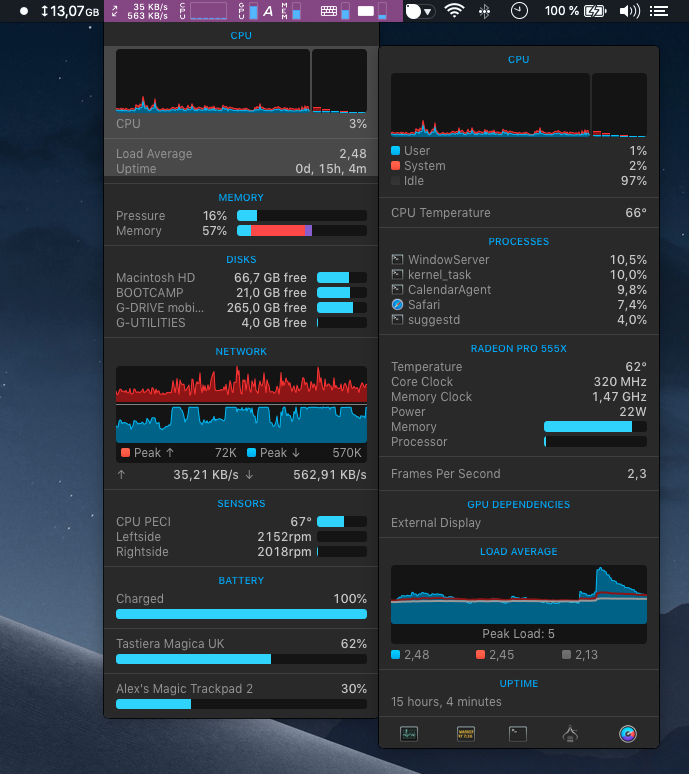 13,07GB
35 KB/s
563 KB/s
CPU
GPU
A
MEM
100 %
CPU
CPU 3%
Load Average 2,48
Uptime 0d, 15h, 4m
MEMORY
Pressure 16%
Memory 57%
DISKS
Macintosh HD 66,7 GB free
BOOTCAMP 21,0 GB free
G-DRIVE mobi... 265,0 GB free
G-UTILITIES 4,0 GB free
NETWORK
Peak ↑ 72K Peak ↓ 570K
↑ 35,21 KB/s ↓ 562,91 KB/s
SENSORS
CPU PECI 67°
Leftside 2152rpm
Rightside 2018rpm
BATTERY
Charged 100%
Tastiera Magica UK 62%
Alex's Magic Trackpad 2 30%
CPU
User 1%
System 2%
Idle 97%
CPU Temperature 66°
PROCESSES
WindowServer 10,5%
kernel_task 10,0%
CalendarAgent 9,8%
Safari 7,4%
suggestd 4,0%
RADEON PRO 555X
Temperature 62°
Core Clock 320 MHz
Memory Clock 1,47 GHz
Power 22W
Memory
Processor
Frames Per Second 2,3
GPU DEPENDENCIES
External Display
LOAD AVERAGE
Peak Load: 5
2,48 2,45 2,13
UPTIME
15 hours, 4 minutes